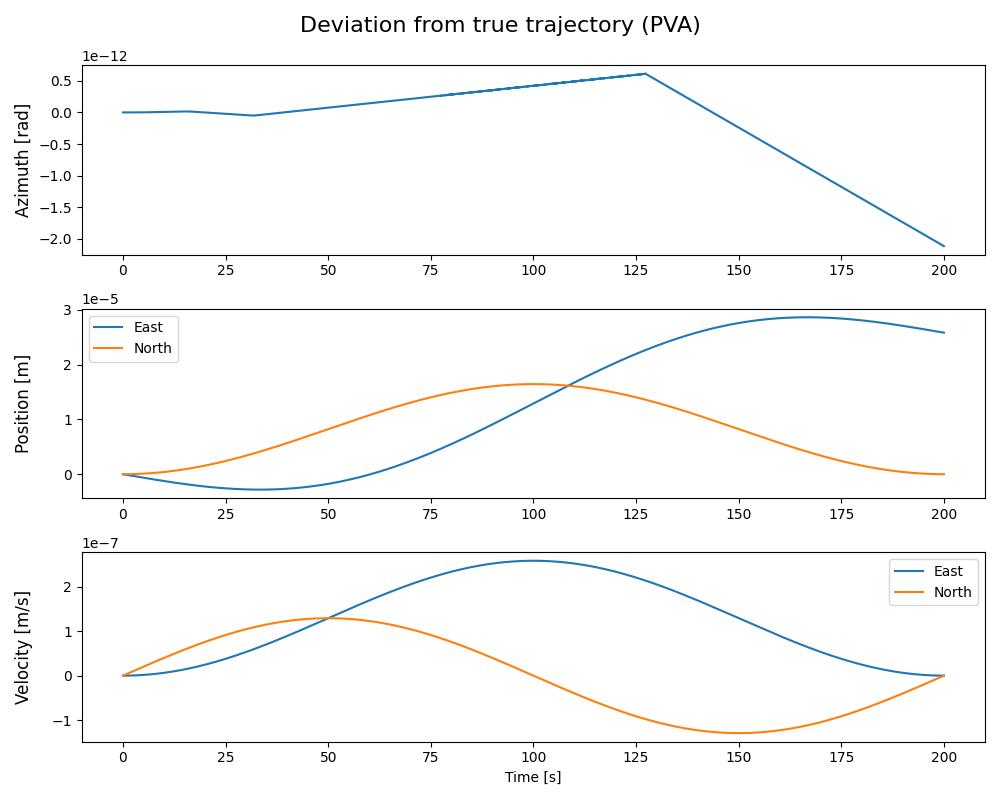 Deviation from true trajectory (PVA)
1e−12
Azimuth [rad]
0.5
0.0
−0.5
−1.0
−1.5
−2.0
0 25 50 75 100 125 150 175 200
1e−5
Position [m]
3
2
1
0
East
North
0 25 50 75 100 125 150 175 200
1e−7
Velocity [m/s]
2
1
0
−1
East
North
0 25 50 75 100 125 150 175 200
Time [s]